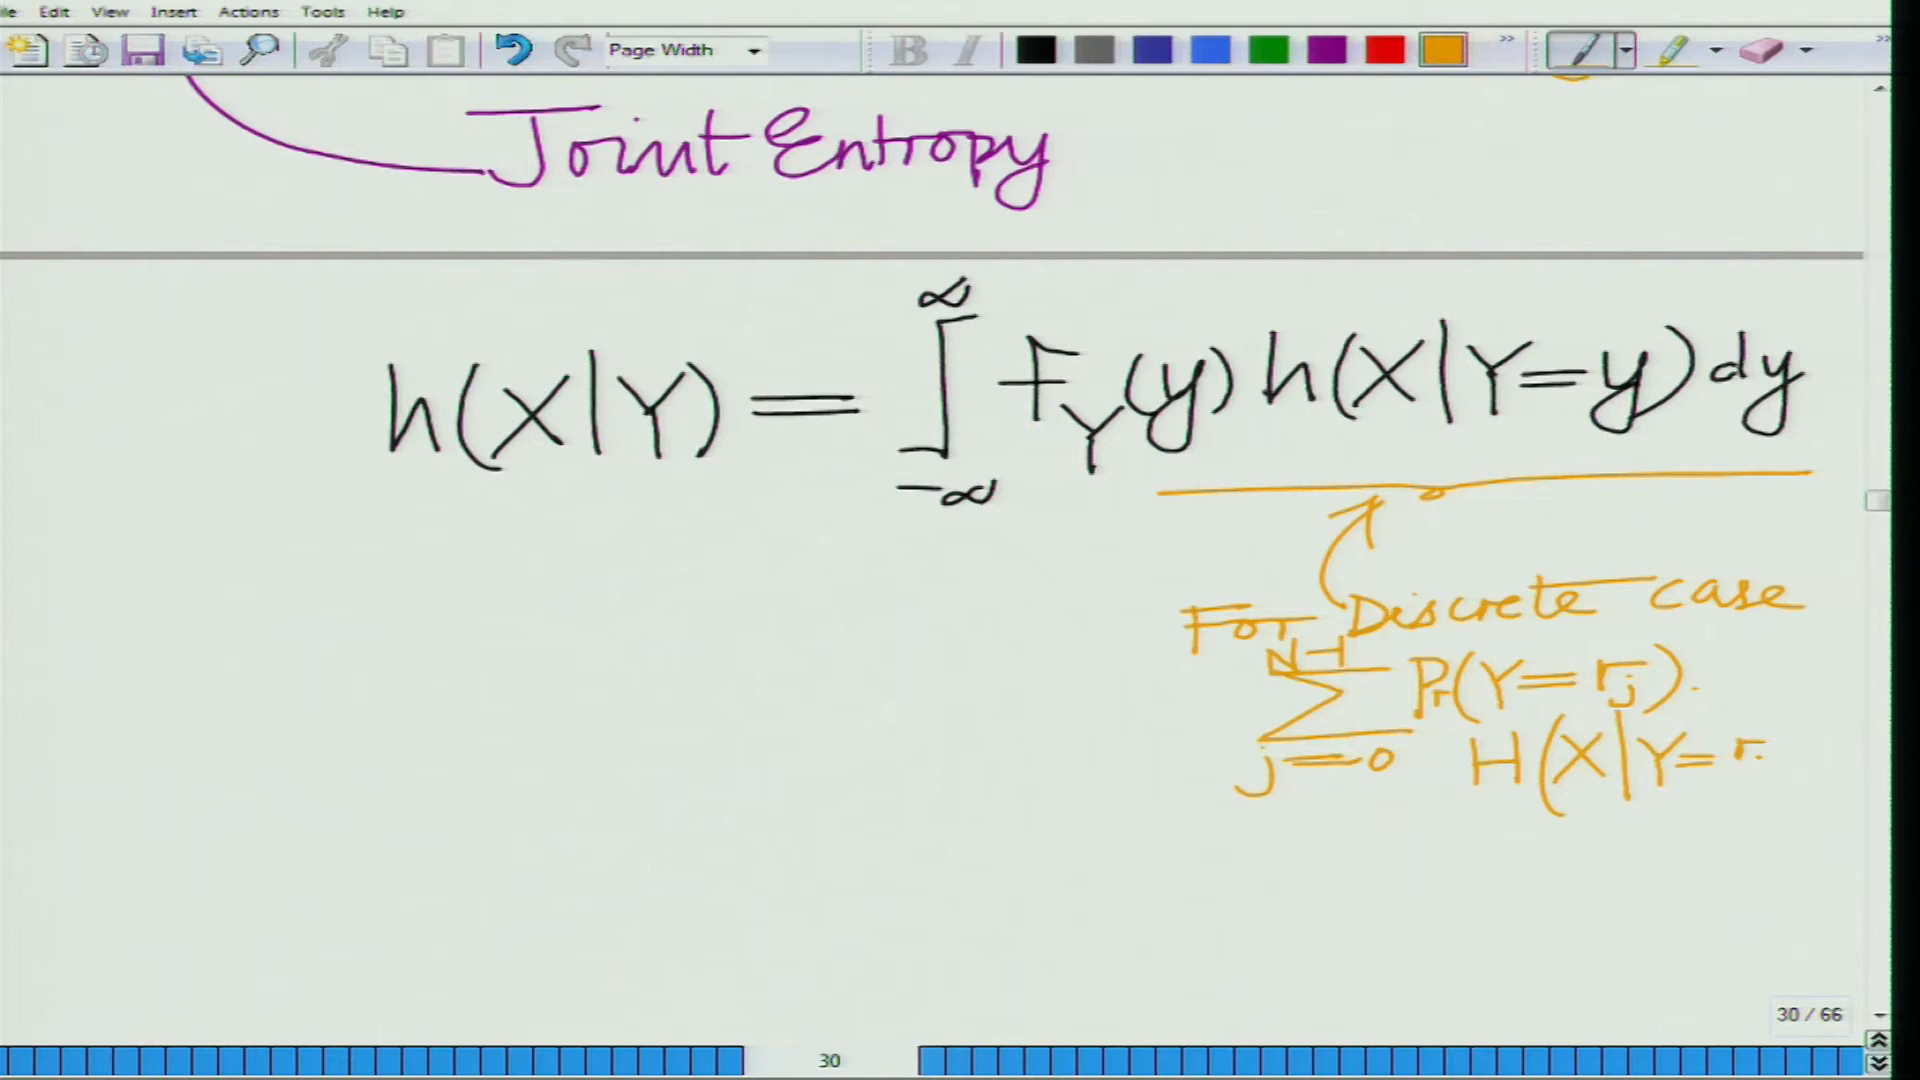 Edit View Insert Actions Tools Help
Page Width
B I
Joint Entropy
h(X|Y) = ∫_{-∞}^{∞} F_Y(y) h(X|Y=y) dy
For Discrete case
∑_{j=0}^{N-1} Pr(Y=r_j).
H(X|Y=r.
30 / 66
30